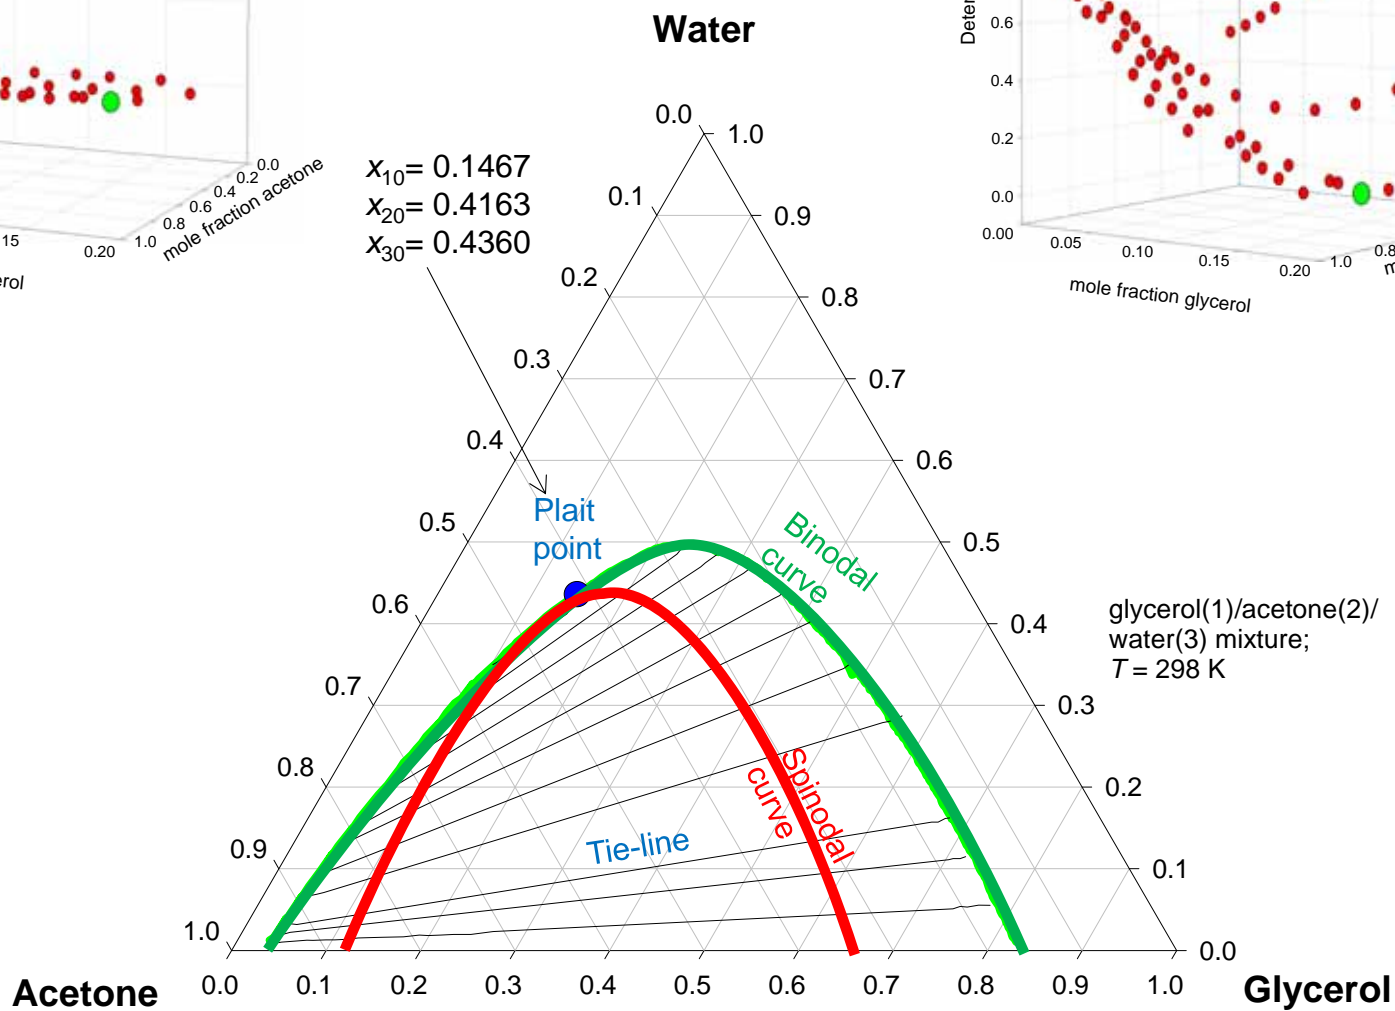 Water
0.0
0.2
0.4
0.6
0.8
1.0
mole fraction acetone
15
0.20
erol
Deter
0.6
0.4
0.2
0.0
0.00
0.05
0.10
0.15
0.20
1.0
0.8
m
mole fraction glycerol
x10= 0.1467
x20= 0.4163
x30= 0.4360
0.0
0.1
0.2
0.3
0.4
0.5
0.6
0.7
0.8
0.9
1.0
1.0
0.9
0.8
0.7
0.6
0.5
0.4
0.3
0.2
0.1
0.0
Plait
point
Binodal
curve
Spinodal
curve
Tie-line
glycerol(1)/acetone(2)/
water(3) mixture;
T = 298 K
0.0 0.1 0.2 0.3 0.4 0.5 0.6 0.7 0.8 0.9 1.0
Acetone
Glycerol